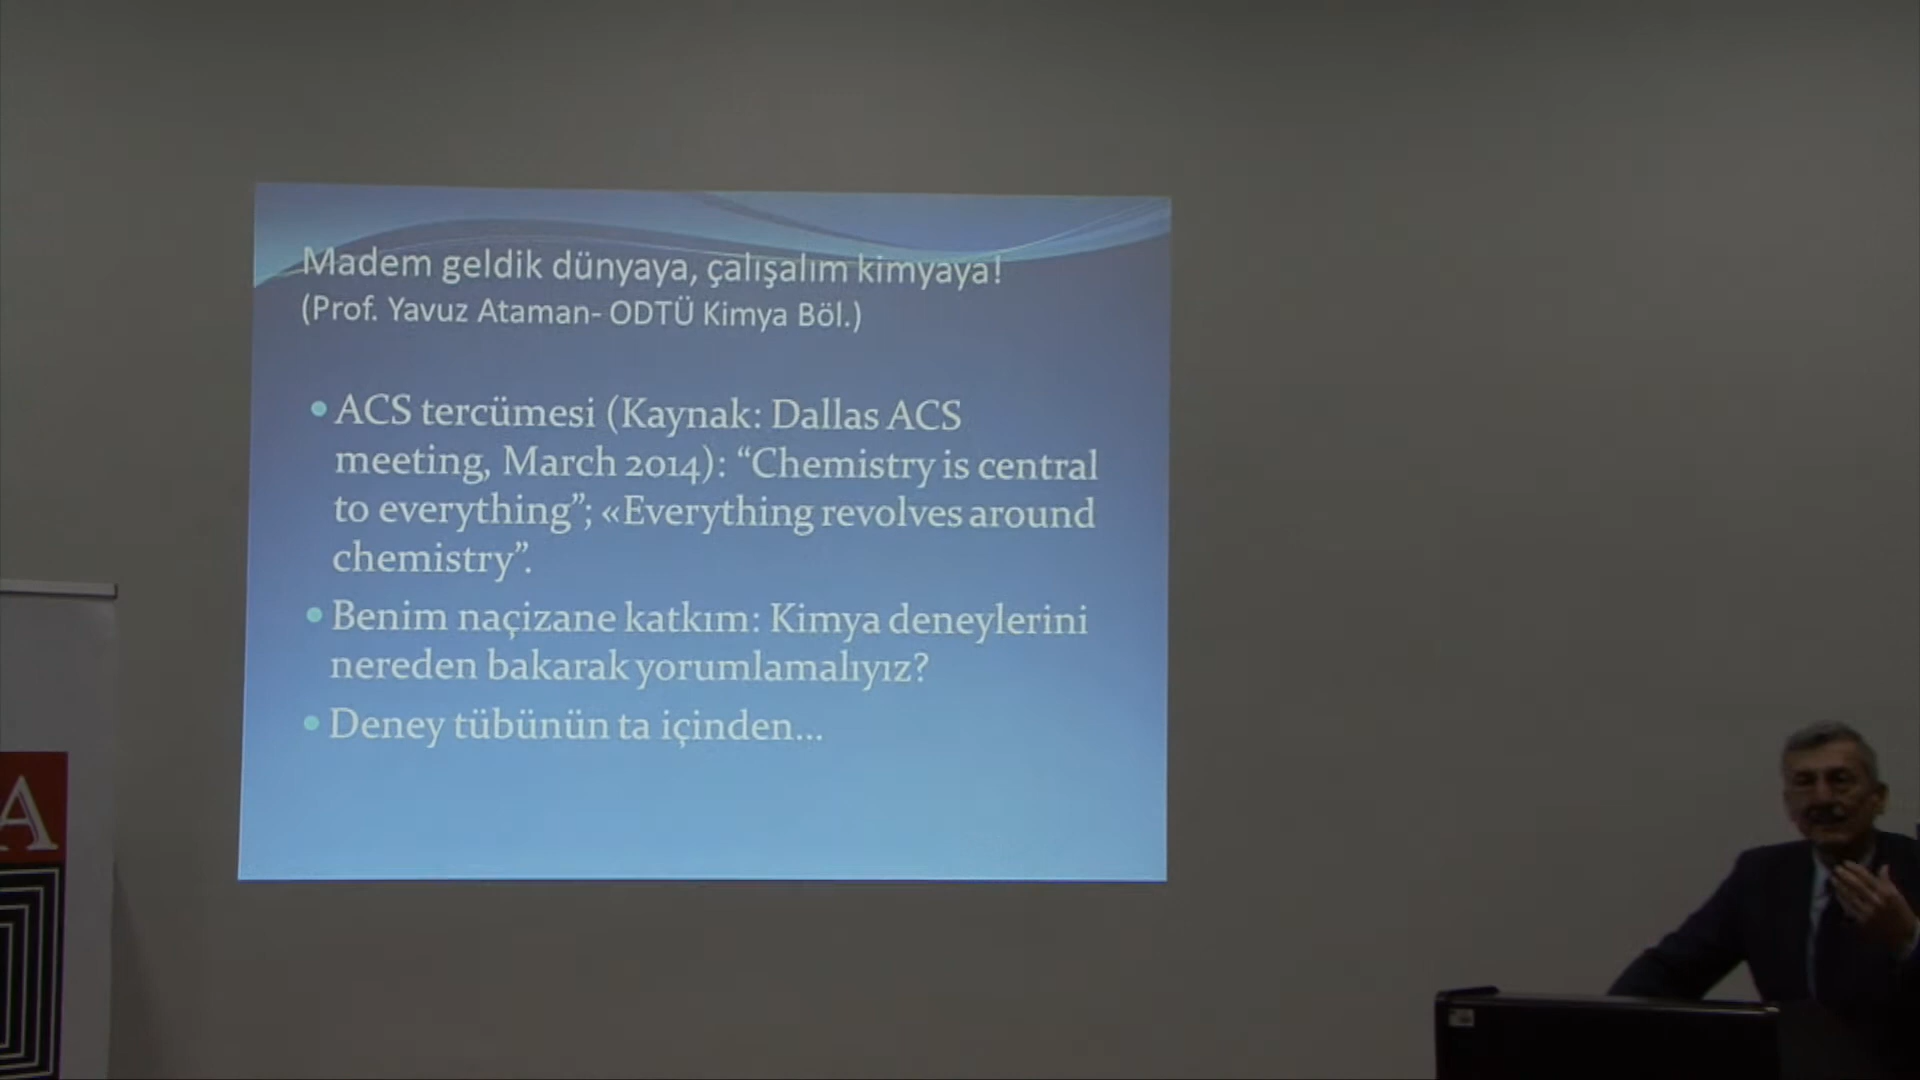 Madem geldik dünyaya, çalışalım kimyaya!
(Prof. Yavuz Ataman- ODTÜ Kimya Böl.)
• ACS tercümesi (Kaynak: Dallas ACS
meeting, March 2014): “Chemistry is central
to everything”; «Everything revolves around
chemistry”.
• Benim naçizane katkım: Kimya deneylerini
nereden bakarak yorumlamalıyız?
• Deney tübünün ta içinden...
A